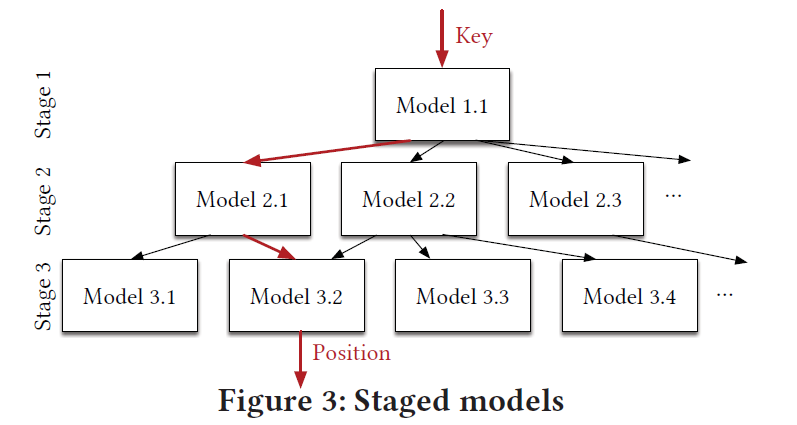 Key
Stage 1
Model 1.1
Stage 2
Model 2.1
Model 2.2
Model 2.3
...
Stage 3
Model 3.1
Model 3.2
Model 3.3
Model 3.4
...
Position
Figure 3: Staged models